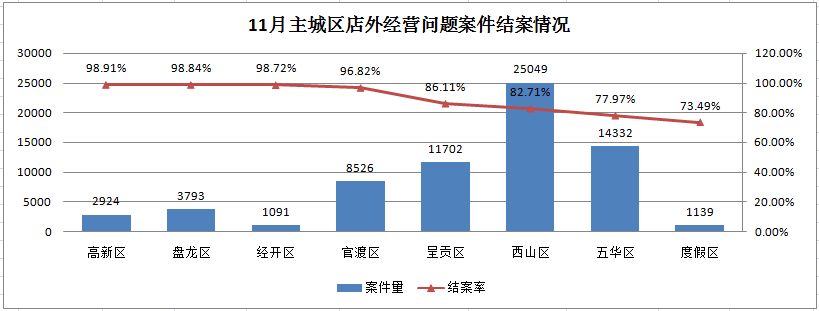 11月主城区店外经营问题案件结案情况
30000
25000
20000
15000
10000
5000
0
120.00%
100.00%
80.00%
60.00%
40.00%
20.00%
0.00%
98.91% 98.84% 98.72% 96.82% 86.11% 82.71% 77.97% 73.49%
2924 3793 1091 8526 11702 25049 14332 1139
高新区 盘龙区 经开区 官渡区 呈贡区 西山区 五华区 度假区
案件量 结案率